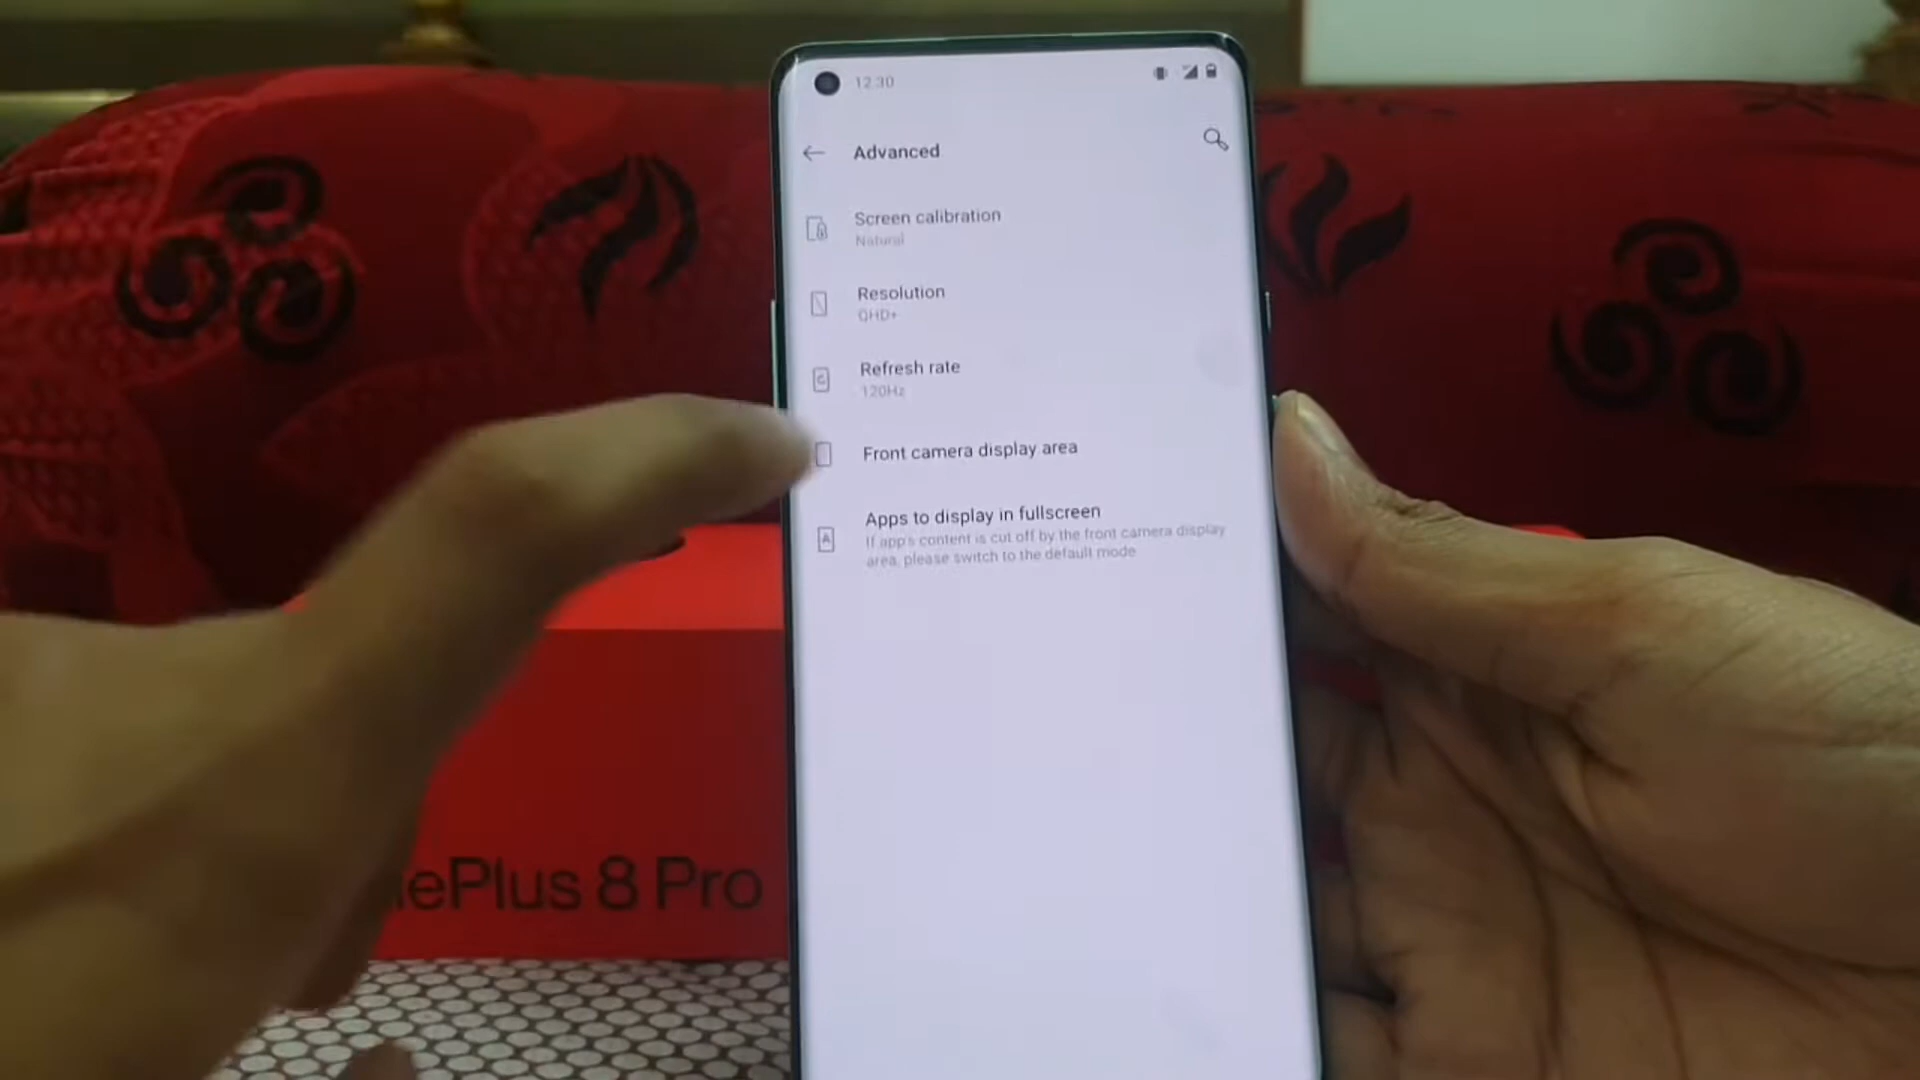 12:30
Advanced
Screen calibration
Natural
Resolution
QHD+
Refresh rate
120Hz
Front camera display area
Apps to display in fullscreen
If app's content is cut off by the front camera display
area, please switch to the default mode
ePlus 8 Pro